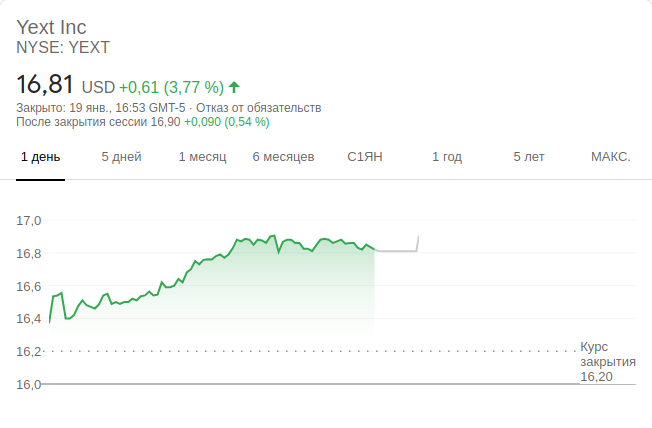 Yext Inc
NYSE: YEXT
16,81 USD +0,61 (3,77 %)
Закрыто: 19 янв., 16:53 GMT-5 · Отказ от обязательств
После закрытия сессии 16,90 +0,090 (0,54 %)
1 день 5 дней 1 месяц 6 месяцев С1ЯН 1 год 5 лет МАКС.
17,0
16,8
16,6
16,4
16,2
Курс
закрытия
16,20
16,0